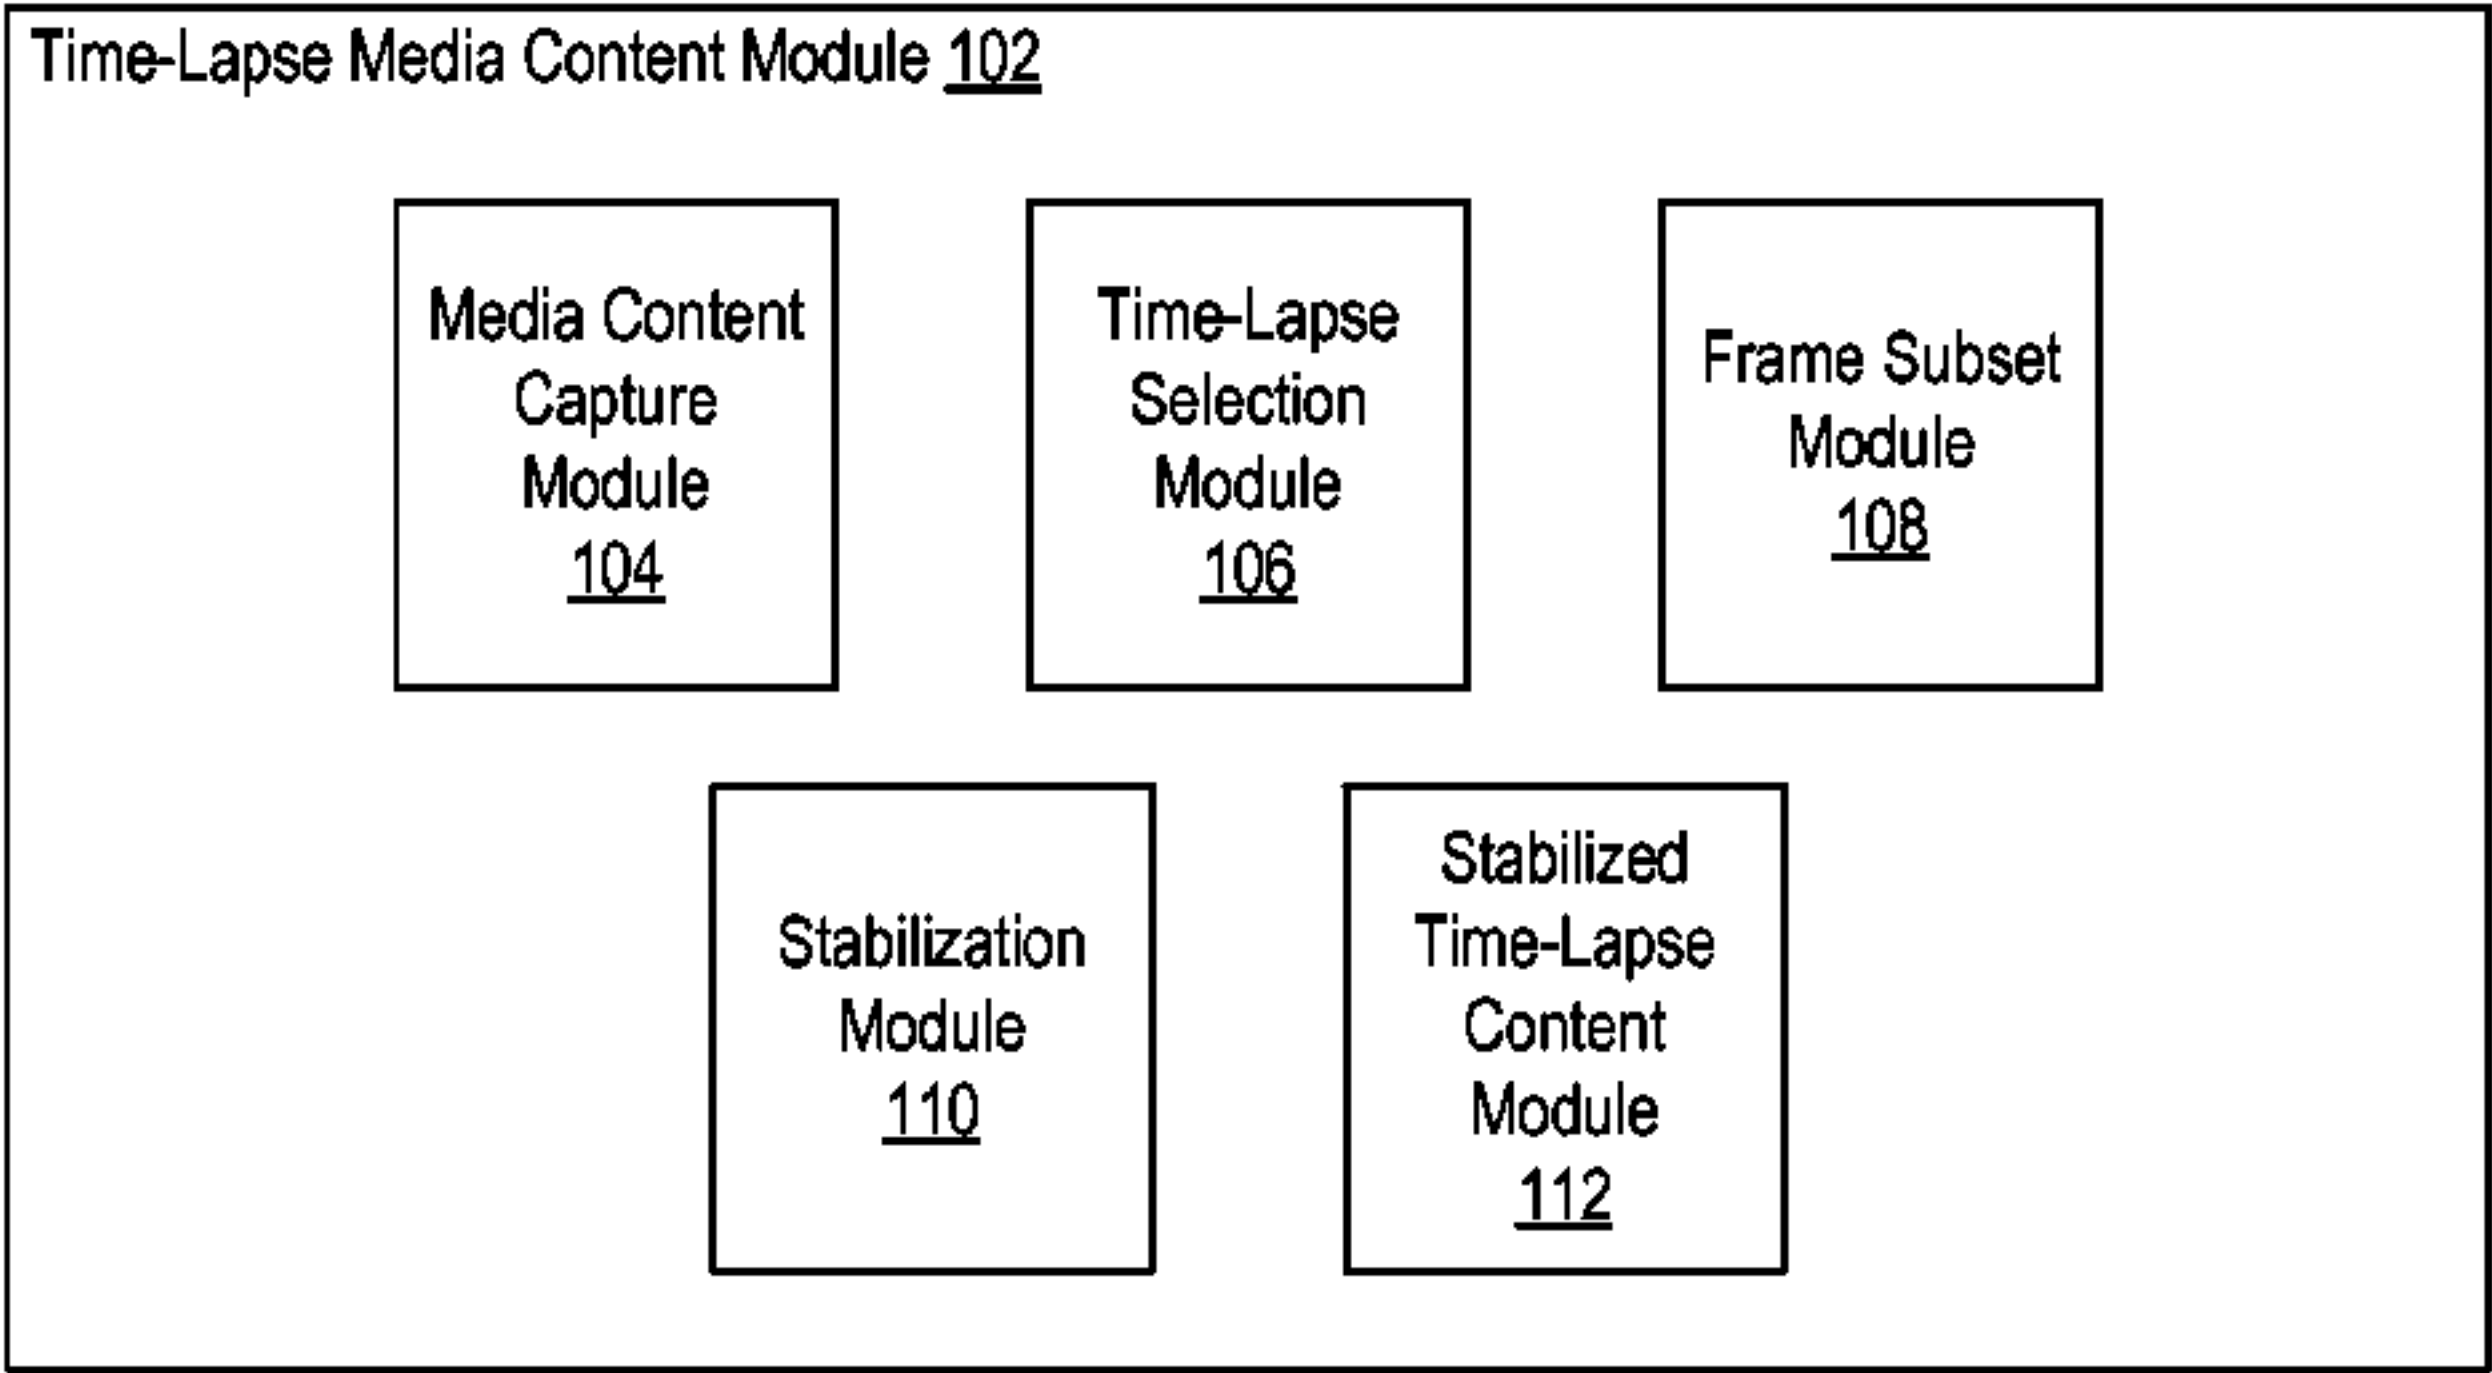 Time-Lapse Media Content Module 102
Media Content
Capture
Module
104
Time-Lapse
Selection
Module
106
Frame Subset
Module
108
Stabilization
Module
110
Stabilized
Time-Lapse
Content
Module
112